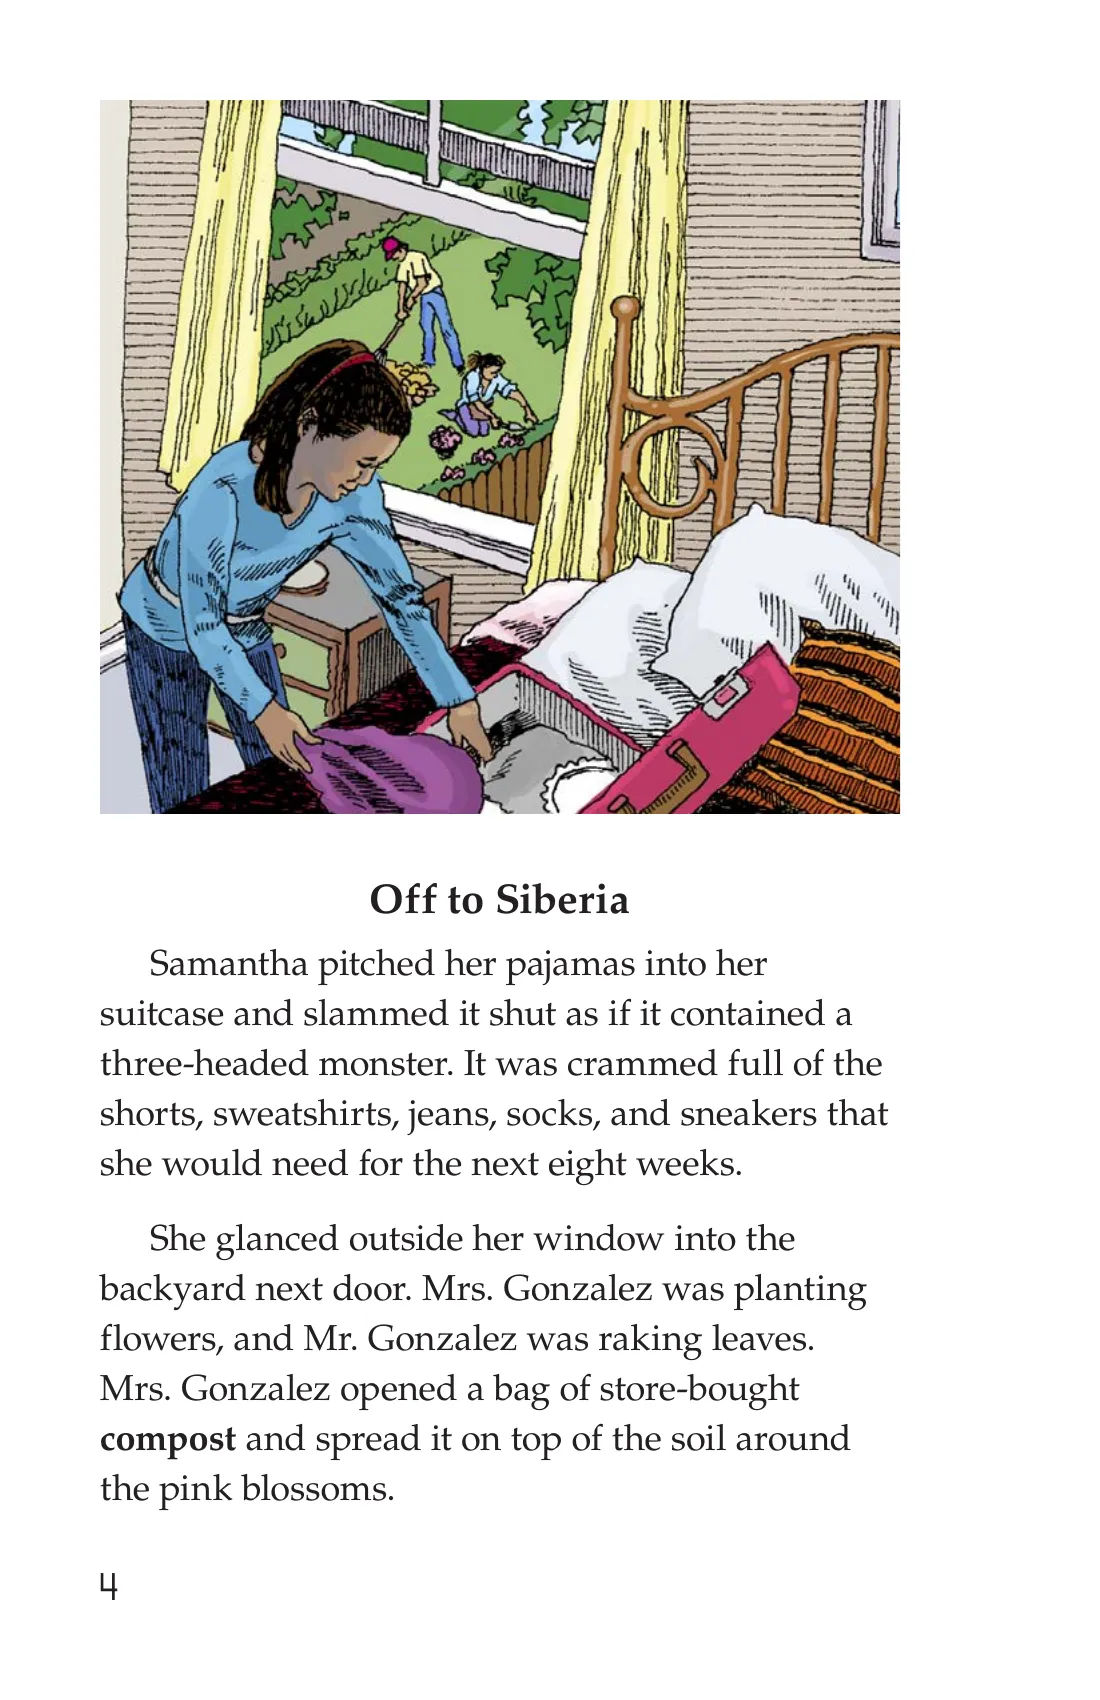 Off to Siberia
Samantha pitched her pajamas into her
suitcase and slammed it shut as if it contained a
three-headed monster. It was crammed full of the
shorts, sweatshirts, jeans, socks, and sneakers that
she would need for the next eight weeks.
She glanced outside her window into the
backyard next door. Mrs. Gonzalez was planting
flowers, and Mr. Gonzalez was raking leaves.
Mrs. Gonzalez opened a bag of store-bought
compost and spread it on top of the soil around
the pink blossoms.
4